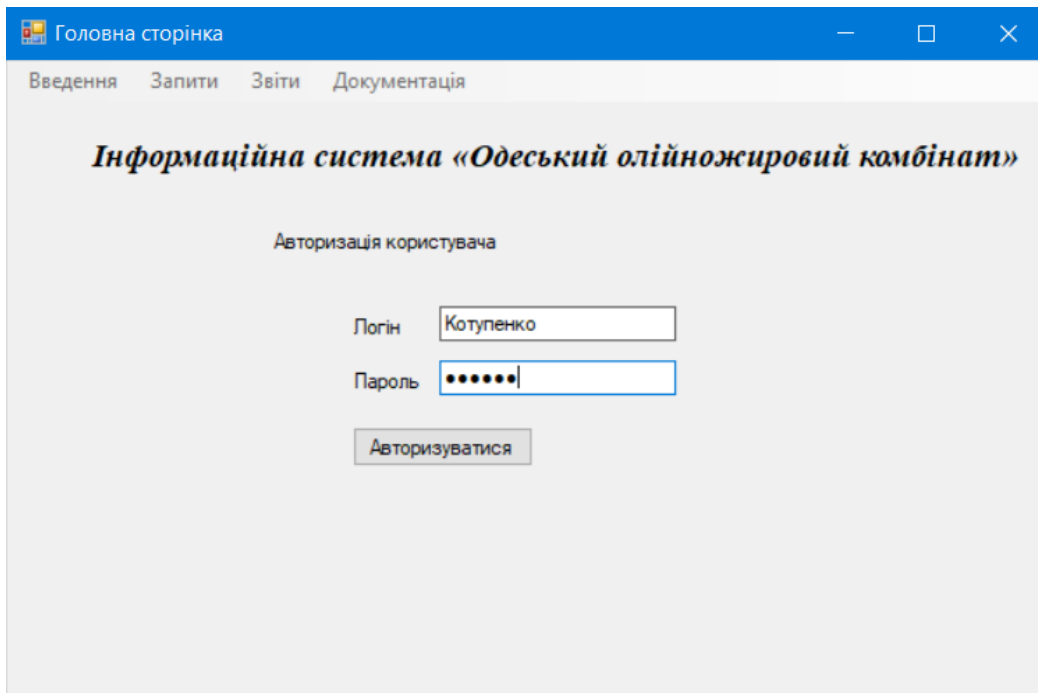 Головна сторінка
Введення Запити Звіти Документація
Інформаційна система «Одеський олійножировий комбінат»
Авторизація користувача
Логін Котупенко
Пароль ••••••
Авторизуватися